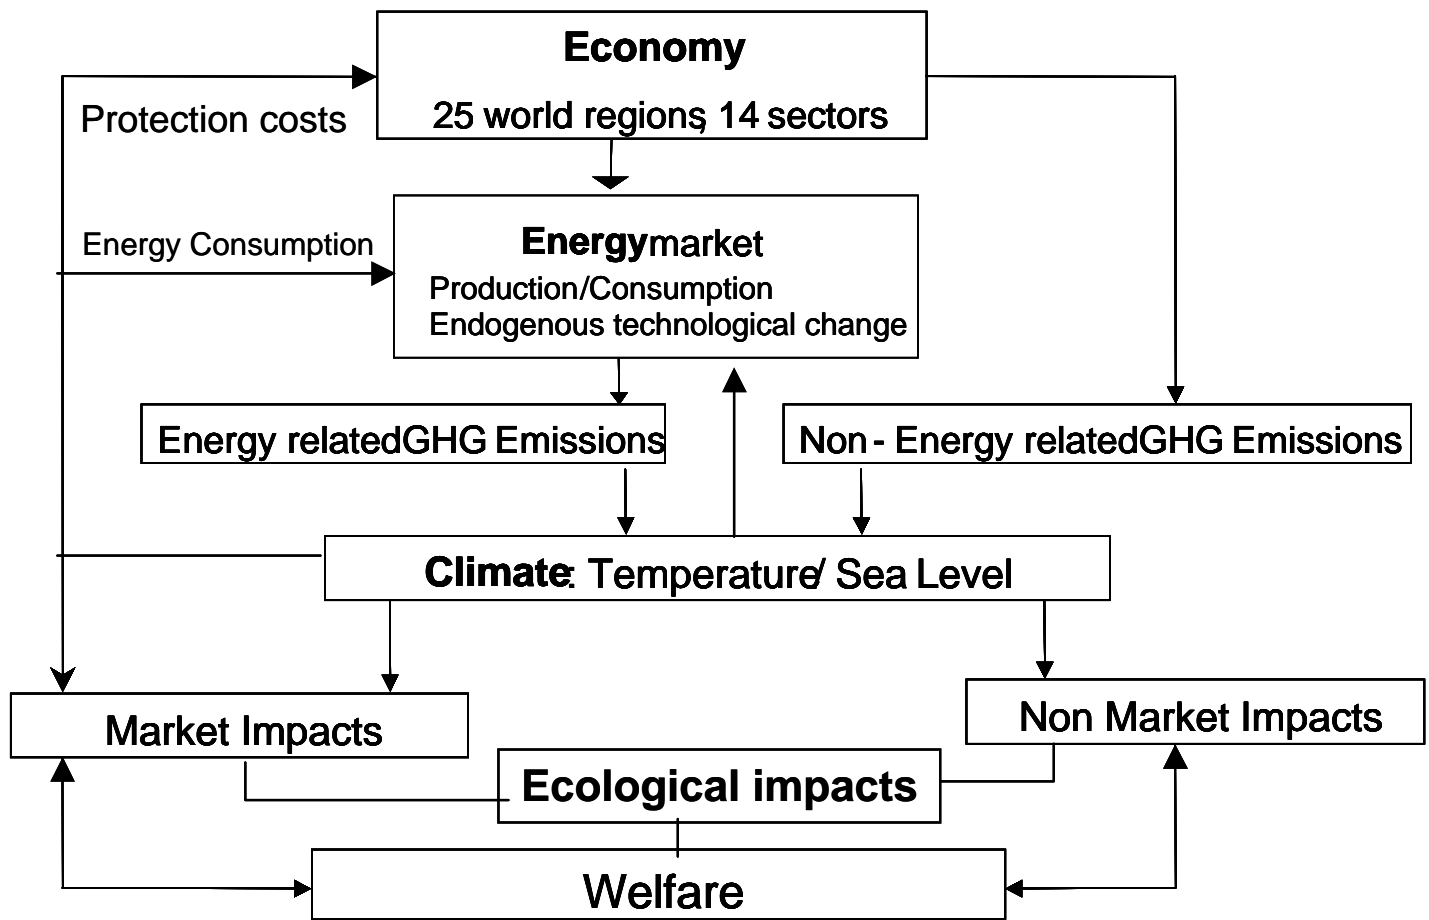 Economy
Protection costs
25 world regions, 14 sectors
Energy Consumption
Energymarket
Production/Consumption
Endogenous technological change
Energy relatedGHG Emissions
Non - Energy relatedGHG Emissions
Climate: Temperature/ Sea Level
Market Impacts
Non Market Impacts
Ecological impacts
Welfare